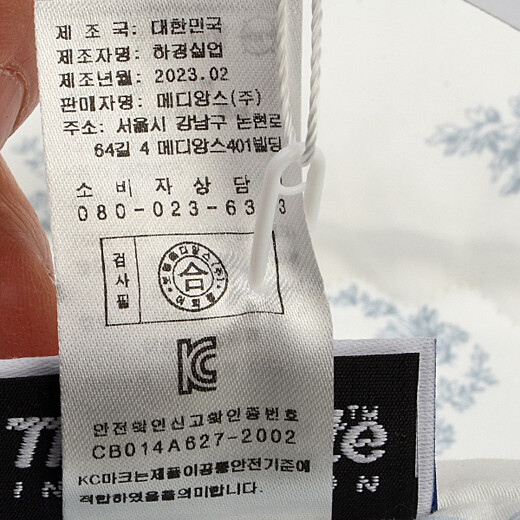 제 조 국: 대한민국
제조자명: 하경실업
제조년월: 2023.02
판매자명: 메디앙스(주)
주소: 서울시 강남구 논현로
64길 4 메디앙스401빌딩
소 비 자 상 담
080-023-6
검사필
合
안전확인신고확인증번호
CB014A627-2002
KC마크는제품이공통안전기준에
적합하였음을의미합니다.